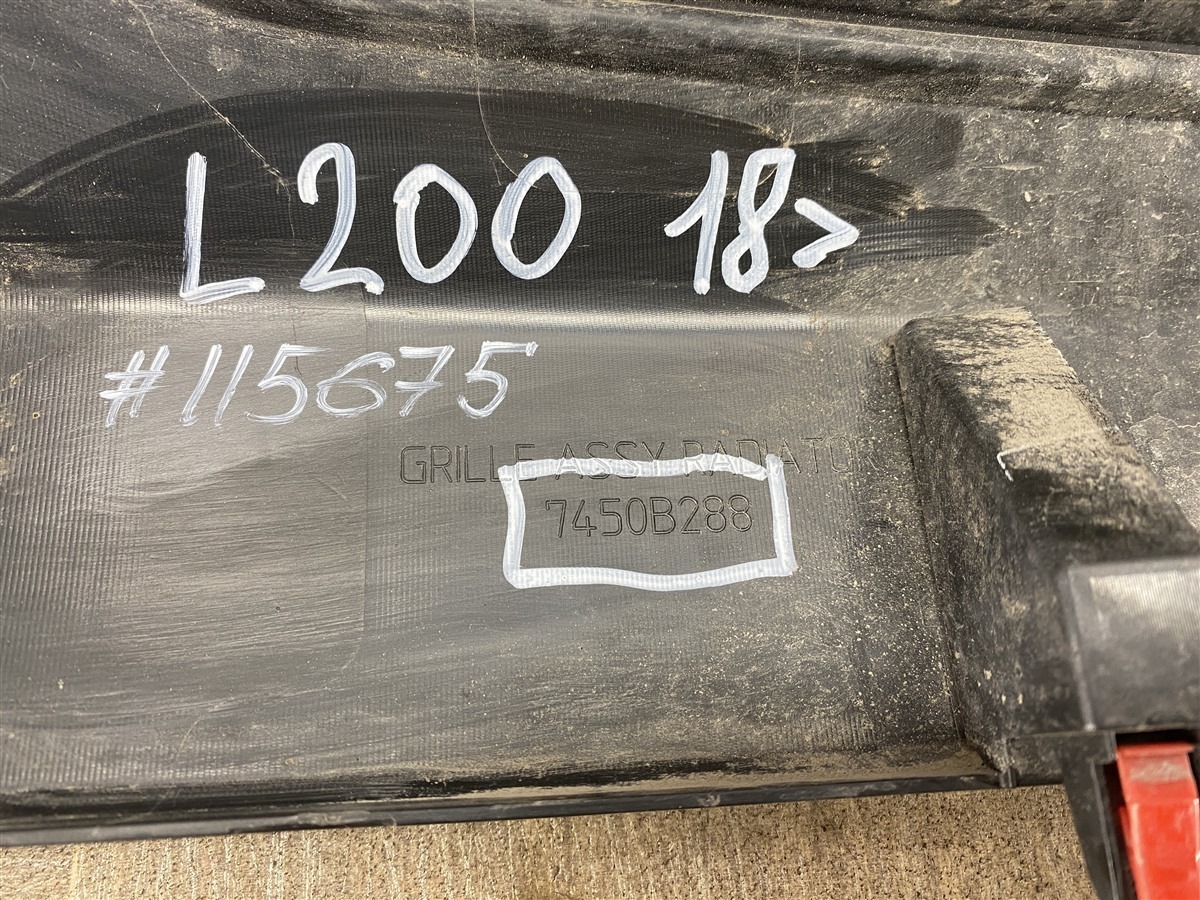 L200 18>
#115675
GRILLE ASSY RADIATOR
7450B288